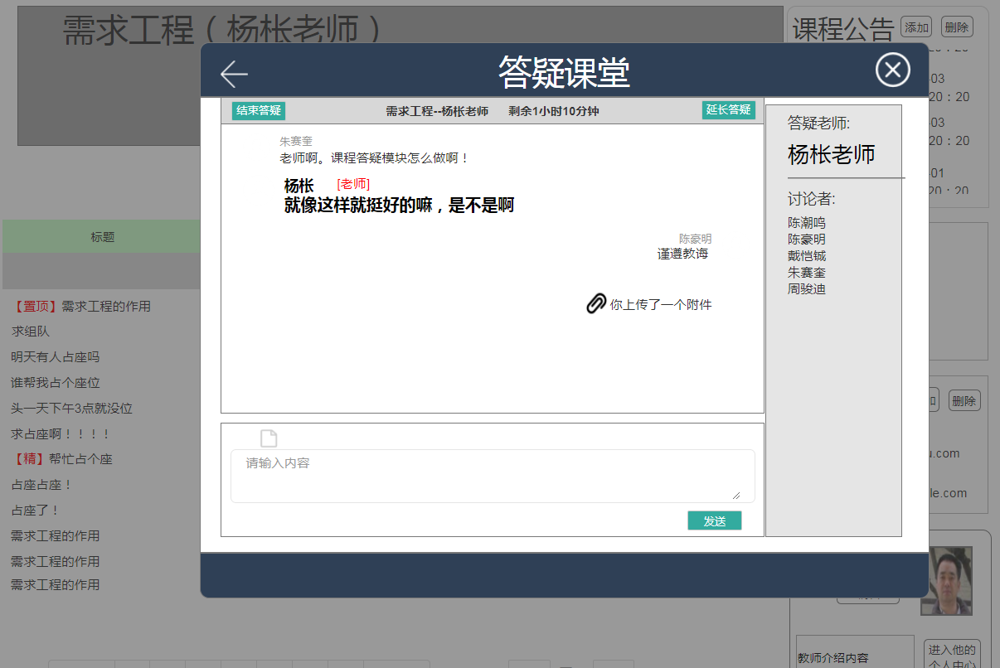 需求工程（杨枨老师）
课程公告 添加 删除
20：20
-03
20：20
-03
20：20
-01
20：20
答疑课堂
结束答疑 需求工程--杨枨老师 剩余1小时10分钟 延长答疑
朱赛奎
老师啊。课程答疑模块怎么做啊！
杨枨 [老师]
就像这样就挺好的嘛，是不是啊
陈豪明
谨遵教诲
你上传了一个附件
请输入内容
发送
答疑老师:
杨枨老师
讨论者:
陈潮鸣
陈豪明
戴恺铖
朱赛奎
周骏迪
标题
【置顶】需求工程的作用
求组队
明天有人占座吗
谁帮我占个座位
头一天下午3点就没位
求占座啊！！！！
【精】帮忙占个座
占座占座！
占座了！
需求工程的作用
需求工程的作用
需求工程的作用
删除
u.com
le.com
教师介绍内容
进入他的
个人中心